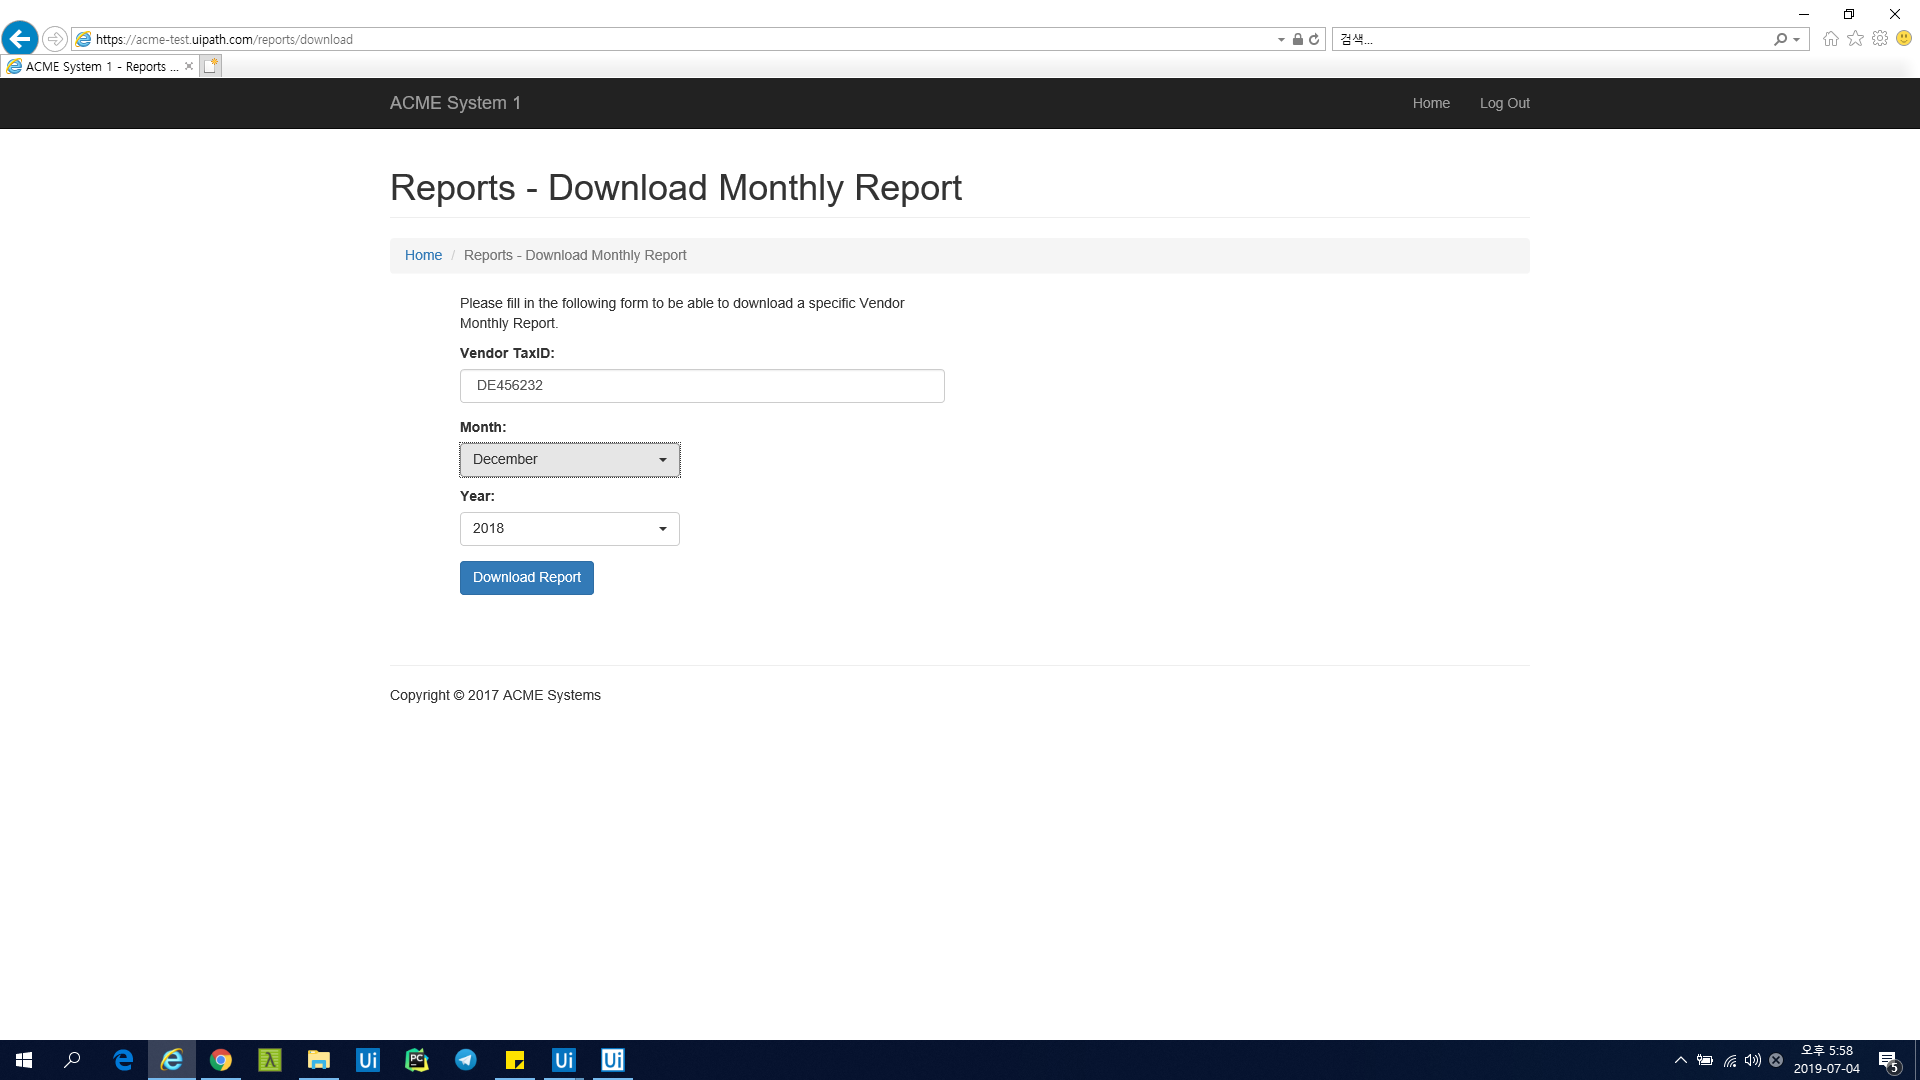 https://acme-test.uipath.com/reports/download
검색...
ACME System 1 - Reports ...
ACME System 1
Home
Log Out
Reports - Download Monthly Report
Home / Reports - Download Monthly Report
Please fill in the following form to be able to download a specific Vendor
Monthly Report.
Vendor TaxID:
DE456232
Month:
December
Year:
2018
Download Report
Copyright © 2017 ACME Systems
Ui
PC
Ui
Ui
오후 5:58
2019-07-04
5